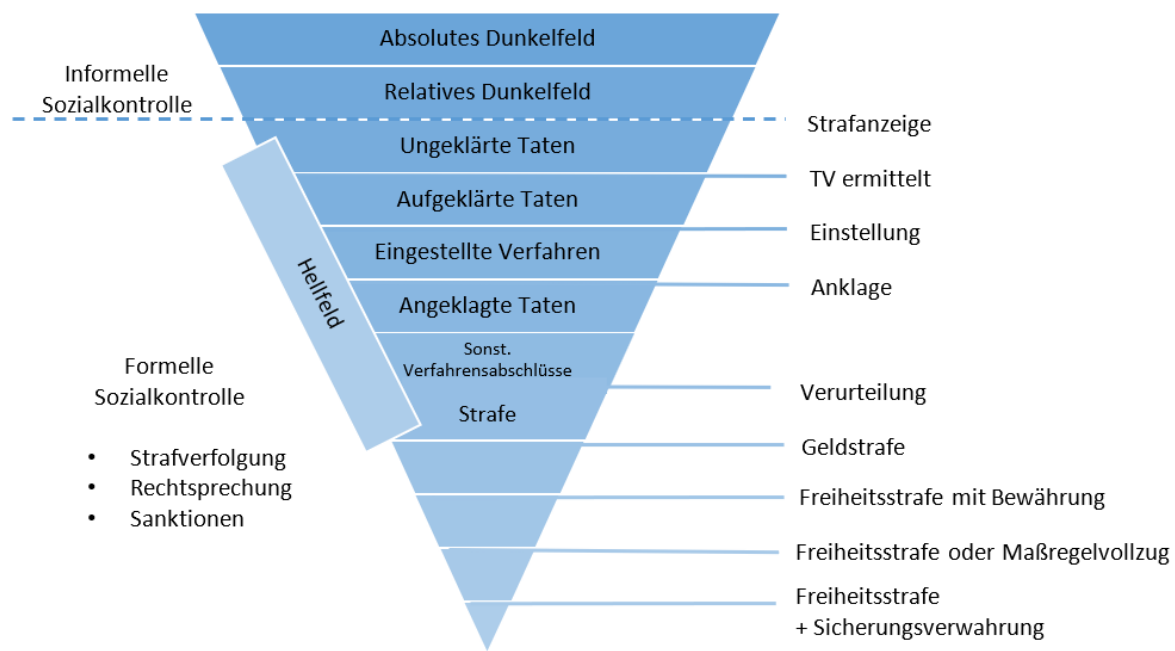 Absolutes Dunkelfeld
Informelle
Sozialkontrolle
Relatives Dunkelfeld
Strafanzeige
Ungeklärte Taten
TV ermittelt
Aufgeklärte Taten
Einstellung
Eingestellte Verfahren
Hellfeld
Anklage
Angeklagte Taten
Sonst.
Verfahrensabschlüsse
Formelle
Sozialkontrolle
Verurteilung
Strafe
Geldstrafe
• Strafverfolgung
• Rechtsprechung
• Sanktionen
Freiheitsstrafe mit Bewährung
Freiheitsstrafe oder Maßregelvollzug
Freiheitsstrafe
+ Sicherungsverwahrung